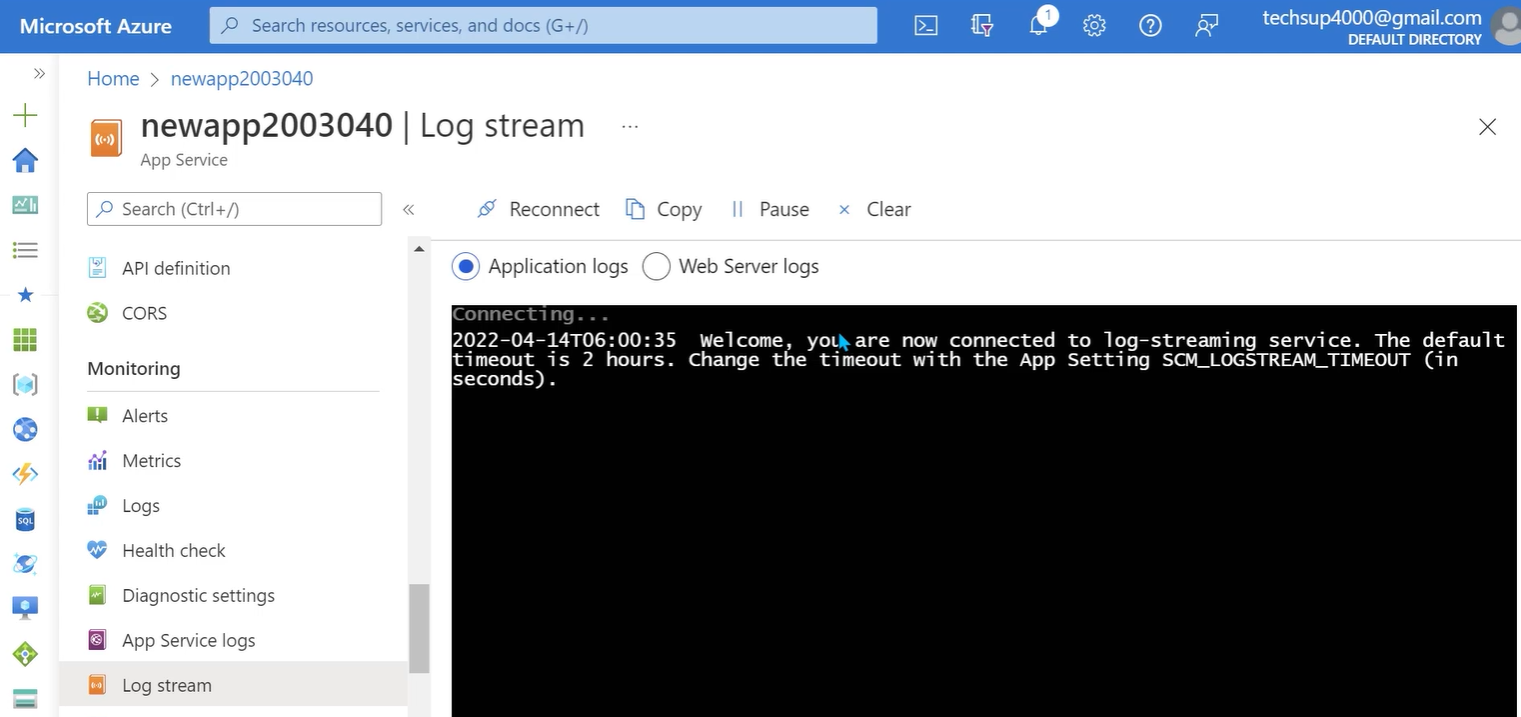 Microsoft Azure
Search resources, services, and docs (G+/)
1
techsup4000@gmail.com
DEFAULT DIRECTORY
Home > newapp2003040
newapp2003040 | Log stream ...
App Service
Search (Ctrl+/)
Reconnect Copy Pause Clear
API definition
CORS
Monitoring
Alerts
Metrics
Logs
Health check
Diagnostic settings
App Service logs
Log stream
Application logs Web Server logs
Connecting...
2022-04-14T06:00:35 Welcome, you are now connected to log-streaming service. The default
timeout is 2 hours. Change the timeout with the App Setting SCM_LOGSTREAM_TIMEOUT (in
seconds).
SQL